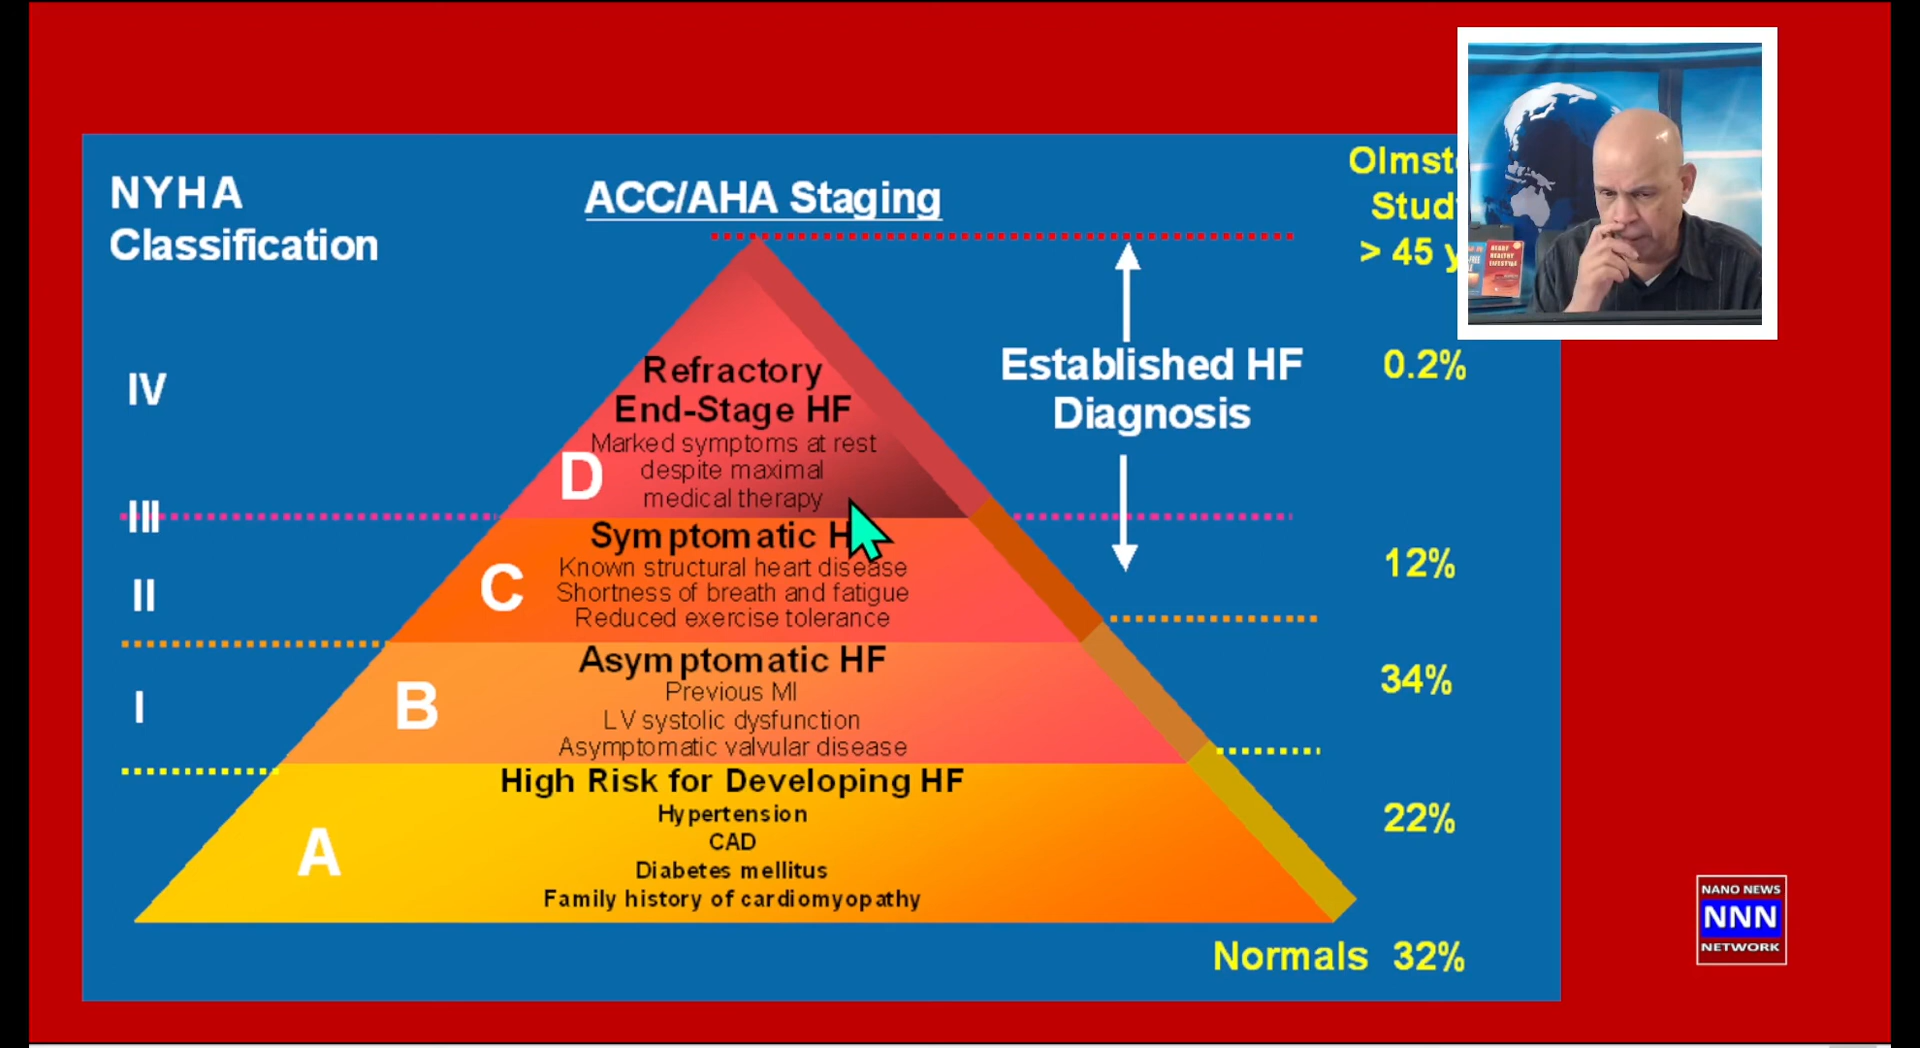 NYHA
Classification
ACC/AHA Staging
Stud
> 45
IV
III
II
I
Refractory
End-Stage HF
Marked symptoms at rest
despite maximal
medical therapy
D
Symptomatic H
Known structural heart disease
Shortness of breath and fatigue
Reduced exercise tolerance
C
Asymptomatic HF
Previous MI
LV systolic dysfunction
Asymptomatic valvular disease
B
High Risk for Developing HF
Hypertension
CAD
Diabetes mellitus
Family history of cardiomyopathy
A
Established HF
Diagnosis
0.2%
12%
34%
22%
Normals 32%
HEART
HEALTHY
LIFESTYLE
NANO NEWS
NNN
NETWORK